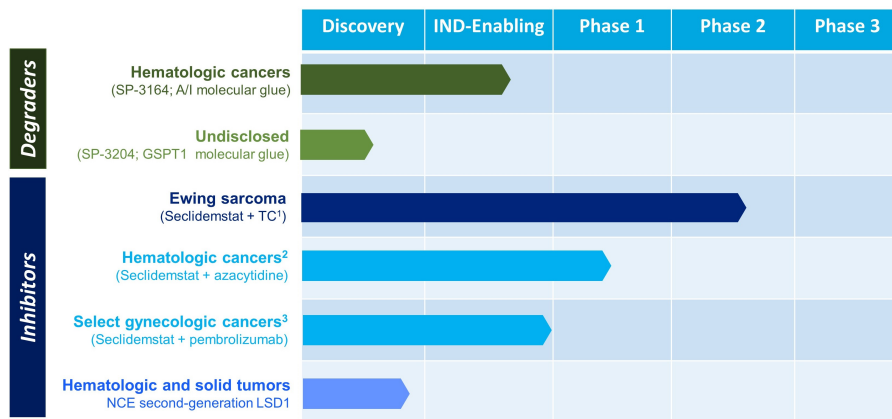 Discovery IND-Enabling Phase 1 Phase 2 Phase 3
Degraders
Hematologic cancers
(SP-3164; A/I molecular glue)
Undisclosed
(SP-3204; GSPT1 molecular glue)
Inhibitors
Ewing sarcoma
(Seclidemstat + TC¹)
Hematologic cancers²
(Seclidemstat + azacytidine)
Select gynecologic cancers³
(Seclidemstat + pembrolizumab)
Hematologic and solid tumors
NCE second-generation LSD1